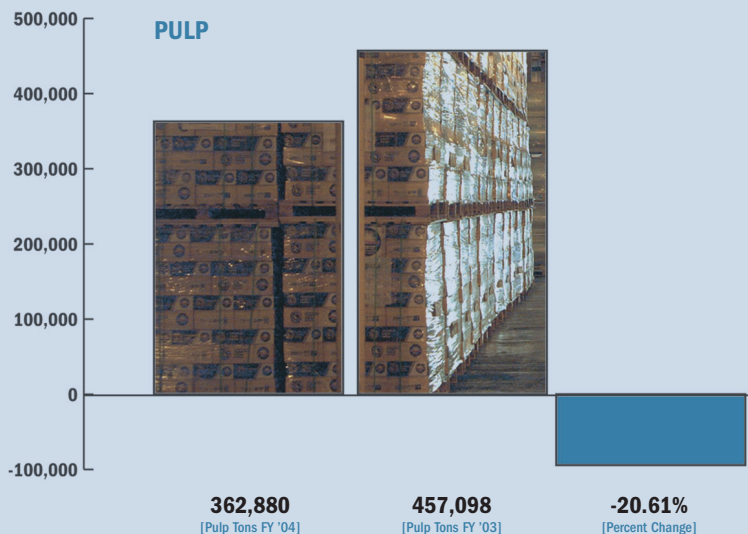 PULP
500,000
400,000
300,000
200,000
100,000
0
-100,000
362,880
[Pulp Tons FY '04]
457,098
[Pulp Tons FY '03]
-20.61%
[Percent Change]